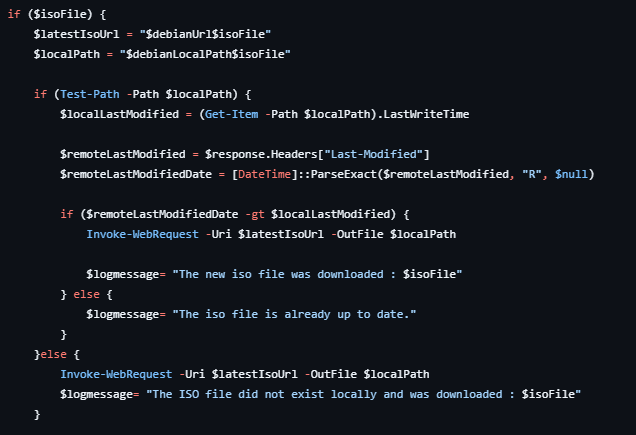 if ($isoFile) {
    $latestIsoUrl = "$debianUrl$isoFile"
    $localPath = "$debianLocalPath$isoFile"

    if (Test-Path -Path $localPath) {
        $localLastModified = (Get-Item -Path $localPath).LastWriteTime

        $remoteLastModified = $response.Headers["Last-Modified"]
        $remoteLastModifiedDate = [DateTime]::ParseExact($remoteLastModified, "R", $null)

        if ($remoteLastModifiedDate -gt $localLastModified) {
            Invoke-WebRequest -Uri $latestIsoUrl -OutFile $localPath

            $logmessage= "The new iso file was downloaded : $isoFile"
        } else {
            $logmessage= "The iso file is already up to date."
        }
    }else {
        Invoke-WebRequest -Uri $latestIsoUrl -OutFile $localPath
        $logmessage= "The ISO file did not exist locally and was downloaded : $isoFile"
    }